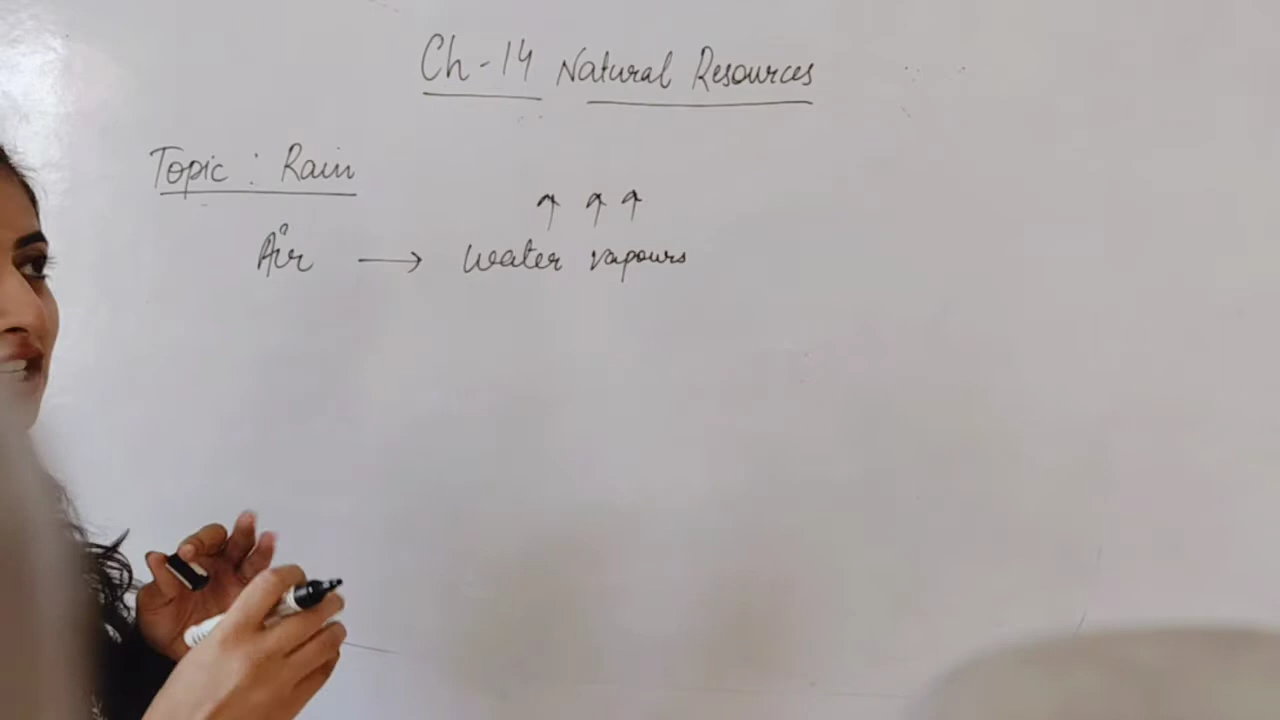 Ch-14 Natural Resources
Topic : Rain
↑ ↑ ↑
Air → Water vapours